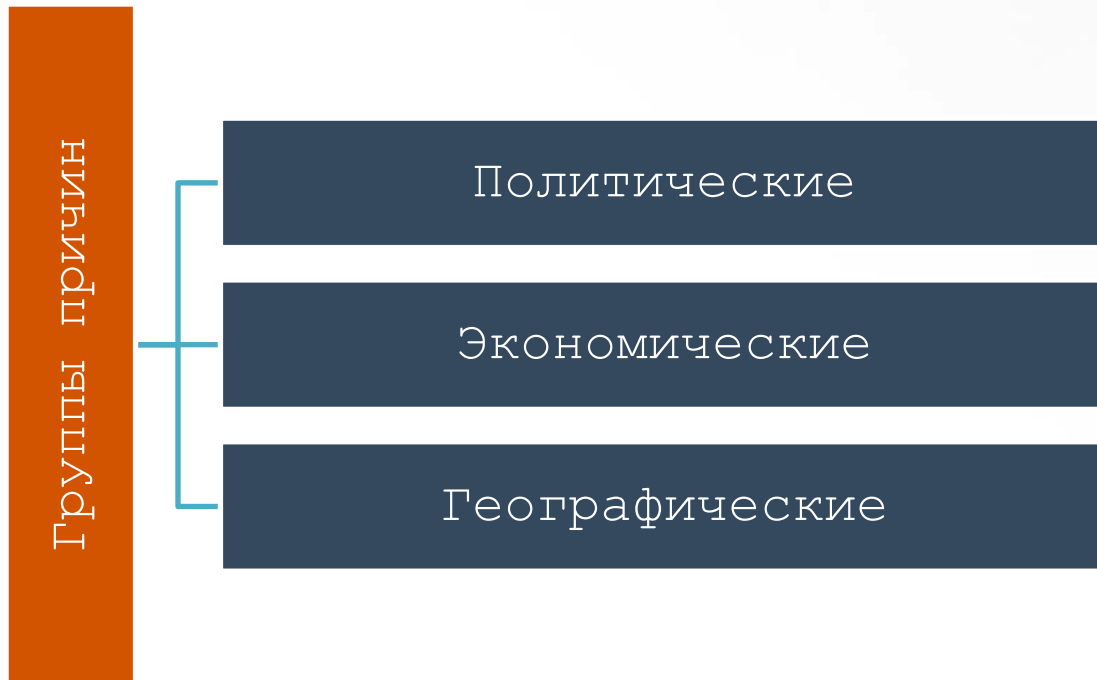 Группы причин
Политические
Экономические
Географические